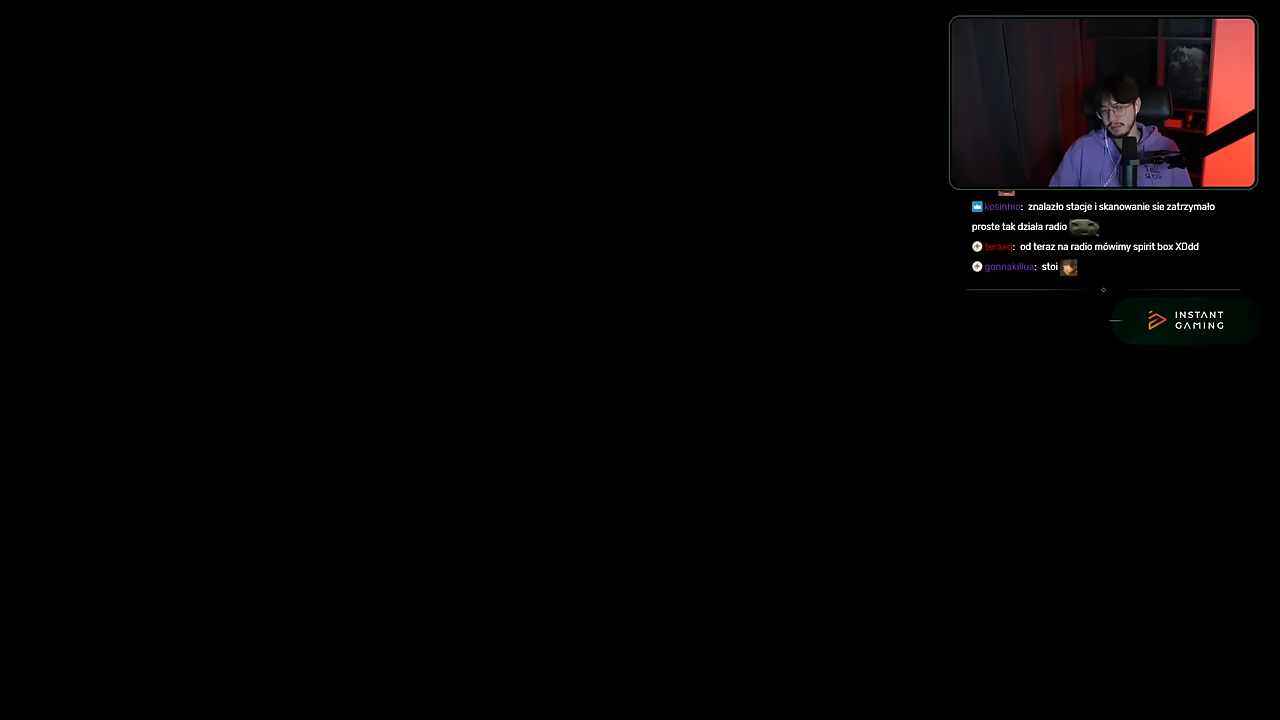 kosinhio: znalazło stacje i skanowanie sie zatrzymało
proste tak działa radio
teraxq: od teraz na radio mówimy spirit box XDdd
gonnakillua: stoi
INSTANT
GAMING